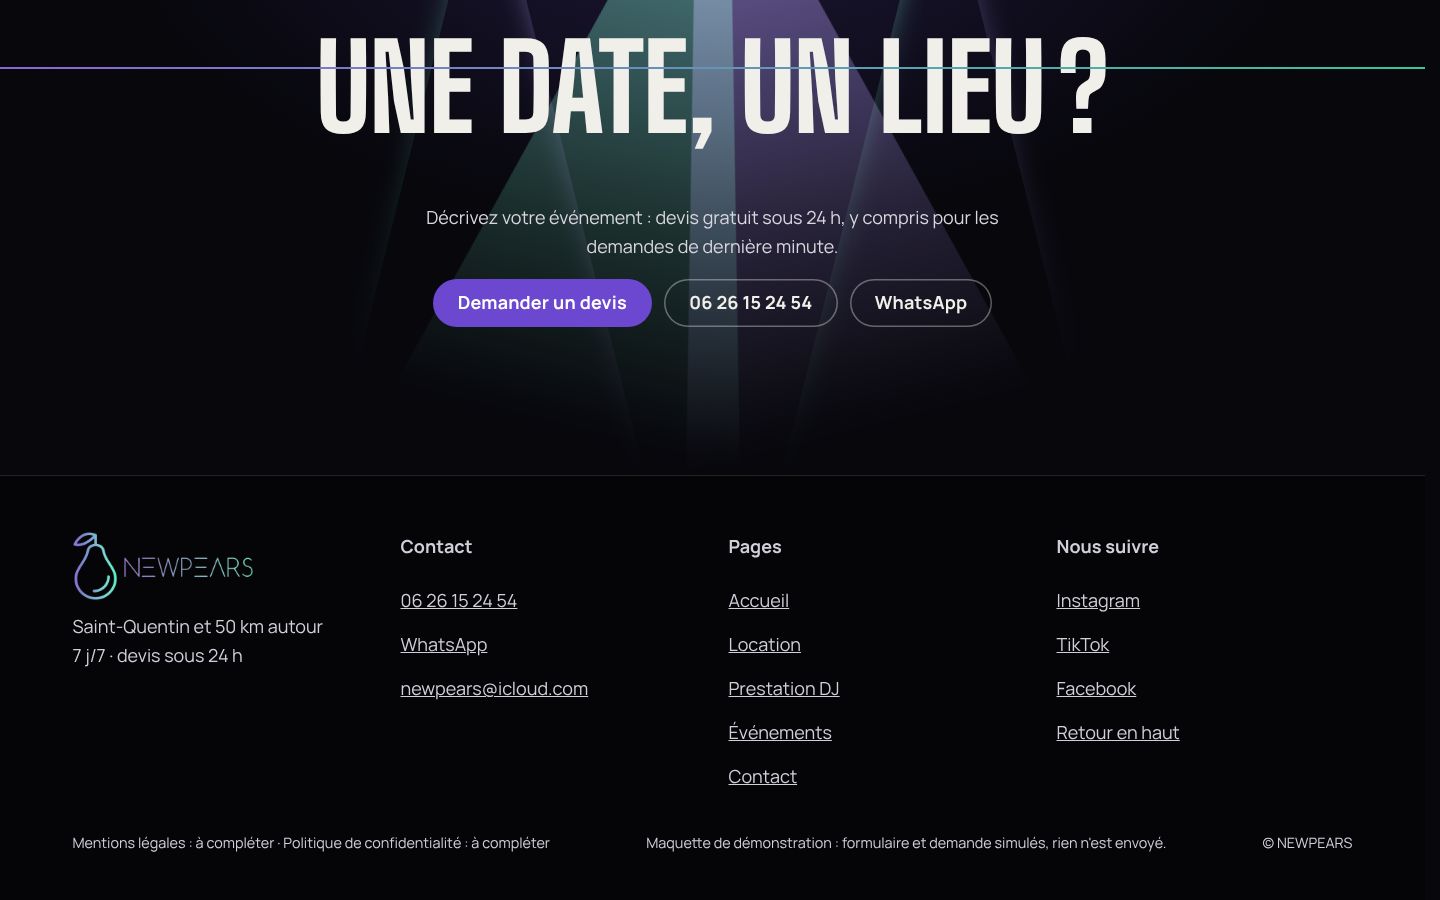 UNE DATE, UN LIEU ?
Décrivez votre événement : devis gratuit sous 24 h, y compris pour les
demandes de dernière minute.
Demander un devis
06 26 15 24 54
WhatsApp
NEWPEARS
Saint-Quentin et 50 km autour
7 j/7 · devis sous 24 h
Contact
06 26 15 24 54
WhatsApp
newpears@icloud.com
Pages
Accueil
Location
Prestation DJ
Événements
Contact
Nous suivre
Instagram
TikTok
Facebook
Retour en haut
Mentions légales : à compléter · Politique de confidentialité : à compléter
Maquette de démonstration : formulaire et demande simulés, rien n'est envoyé.
© NEWPEARS